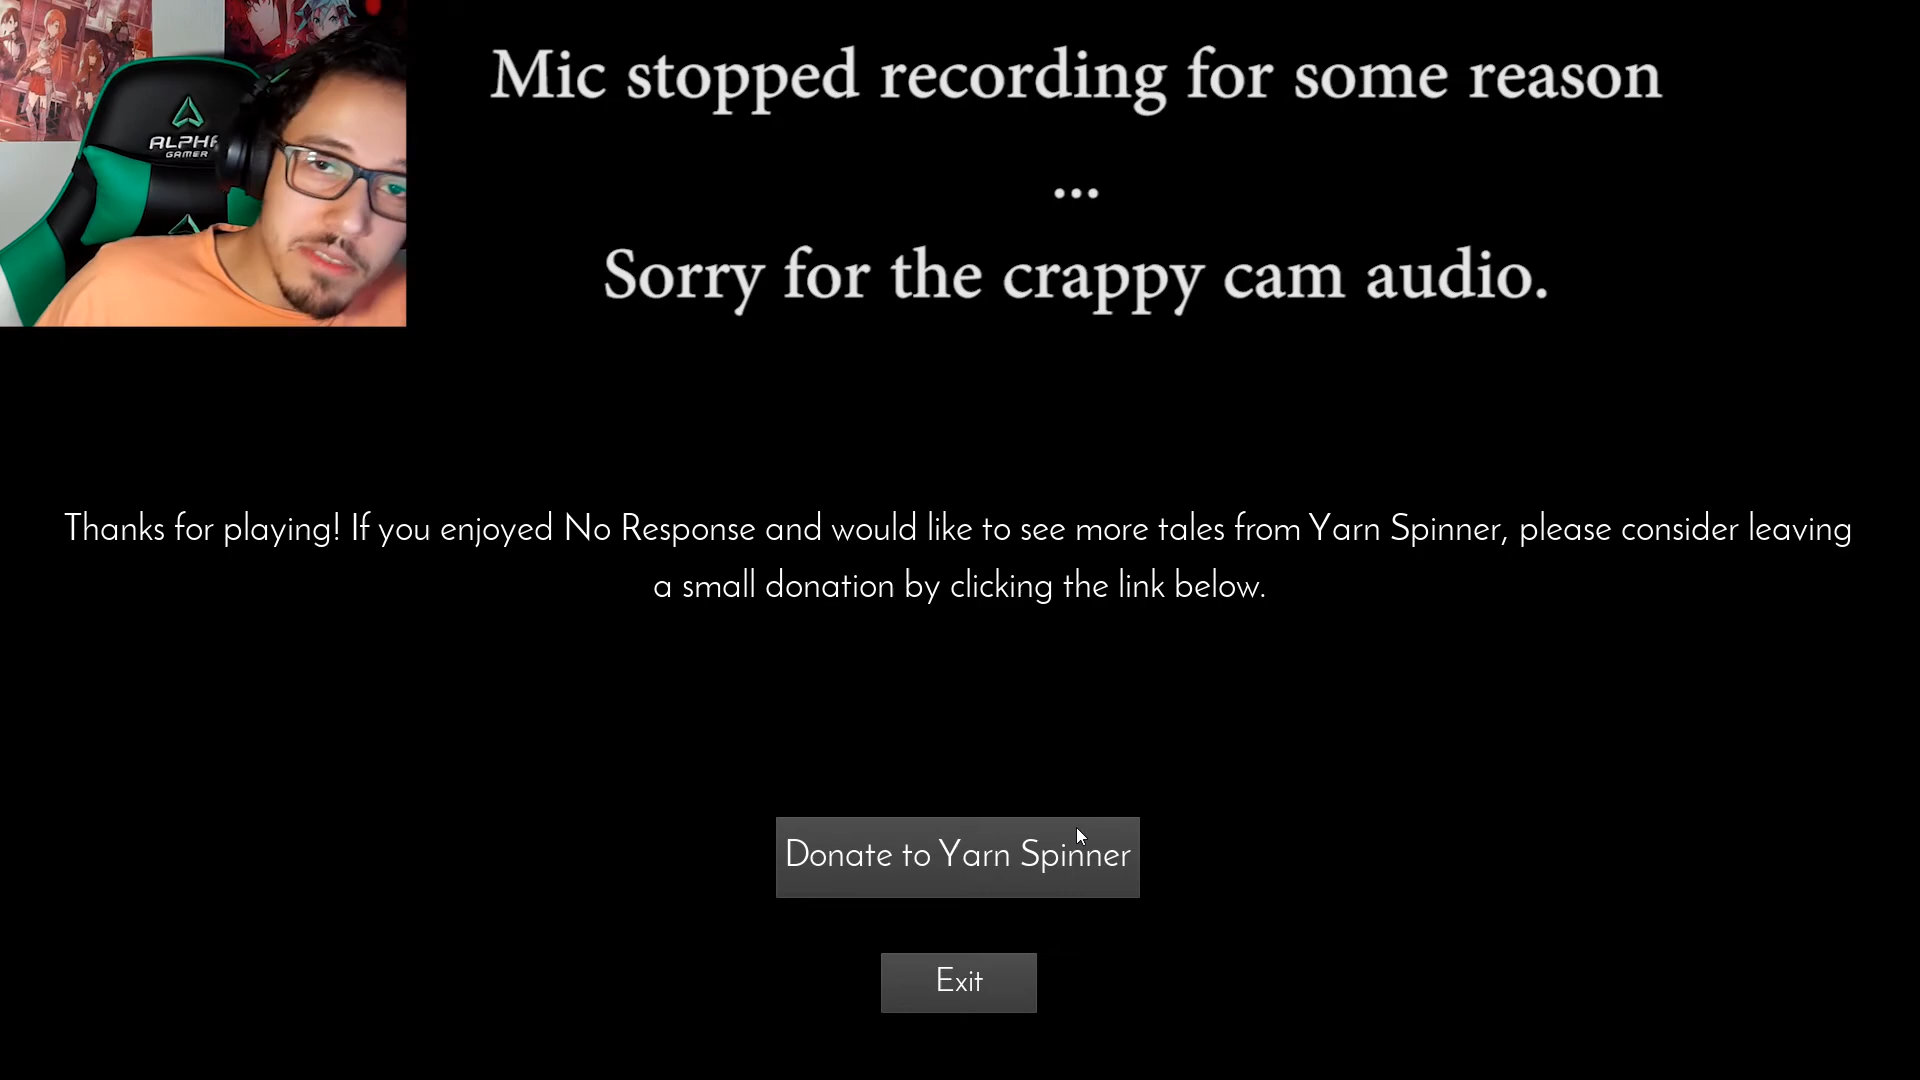 Mic stopped recording for some reason
...
Sorry for the crappy cam audio.
ALPHA
GAMER
Thanks for playing! If you enjoyed No Response and would like to see more tales from Yarn Spinner, please consider leaving
a small donation by clicking the link below.
Donate to Yarn Spinner
Exit